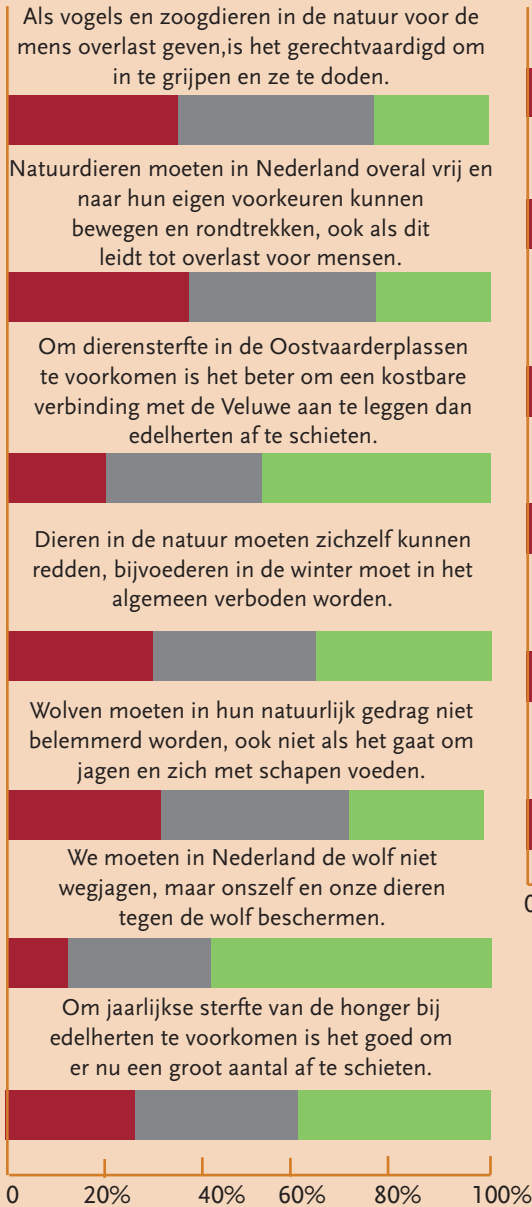 Als vogels en zoogdieren in de natuur voor de
mens overlast geven,is het gerechtvaardigd om
in te grijpen en ze te doden.
Natuurdieren moeten in Nederland overal vrij en
naar hun eigen voorkeuren kunnen
bewegen en rondtrekken, ook als dit
leidt tot overlast voor mensen.
Om dierensterfte in de Oostvaarderplassen
te voorkomen is het beter om een kostbare
verbinding met de Veluwe aan te leggen dan
edelherten af te schieten.
Dieren in de natuur moeten zichzelf kunnen
redden, bijvoederen in de winter moet in het
algemeen verboden worden.
Wolven moeten in hun natuurlijk gedrag niet
belemmerd worden, ook niet als het gaat om
jagen en zich met schapen voeden.
We moeten in Nederland de wolf niet
wegjagen, maar onszelf en onze dieren
tegen de wolf beschermen.
Om jaarlijkse sterfte van de honger bij
edelherten te voorkomen is het goed om
er nu een groot aantal af te schieten.
0 20% 40% 60% 80% 100%